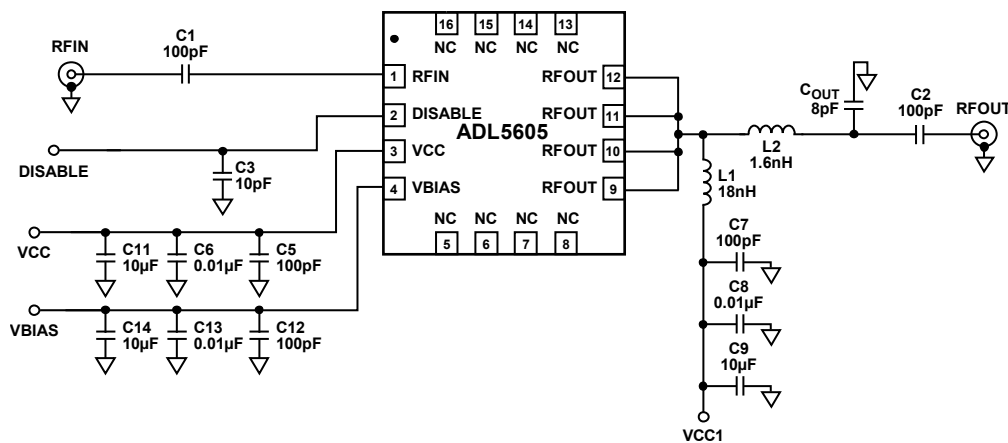 16 15 14 13
NC NC NC NC
RFIN
C1
100pF
1 RFIN
RFOUT 12
2 DISABLE
RFOUT 11
ADL5605
3 VCC
RFOUT 10
4 VBIAS
RFOUT 9
NC NC NC NC
5 6 7 8
DISABLE
C3
10pF
VCC
C11
10µF
C6
0.01µF
C5
100pF
VBIAS
C14
10µF
C13
0.01µF
C12
100pF
COUT
8pF
C2
100pF
RFOUT
L2
1.6nH
L1
18nH
C7
100pF
C8
0.01µF
C9
10µF
VCC1